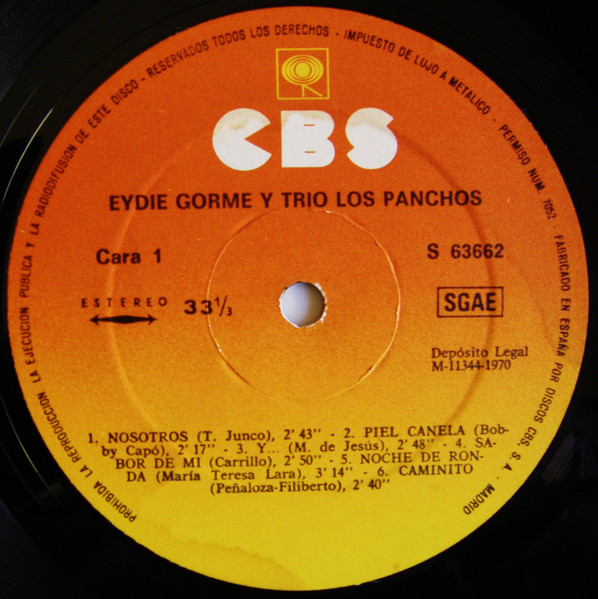 PROHIBIDA LA REPRODUCCION, LA EJECUCION PUBLICA Y LA RADIODIFUSION DE ESTE DISCO - RESERVADOS TODOS LOS DERECHOS - IMPUESTO DE LUJO A METALICO - PERMISO NUM. 7052 - FABRICADO EN ESPAÑA POR DISCOS CBS, S. A. - MADRID
CBS
EYDIE GORME Y TRIO LOS PANCHOS
Cara 1
S 63662
ESTEREO 33 1/3
SGAE
Depósito Legal
M-11344-1970
1. NOSOTROS (T. Junco), 2' 43'' - 2. PIEL CANELA (Bob-
by Capó), 2' 17'' - 3. Y... (M. de Jesús), 2' 48'' - 4. SA-
BOR DE MI (Carrillo), 2' 50'' - 5. NOCHE DE RON-
DA (María Teresa Lara), 3' 14'' - 6. CAMINITO
(Peñaloza-Filiberto), 2' 40''